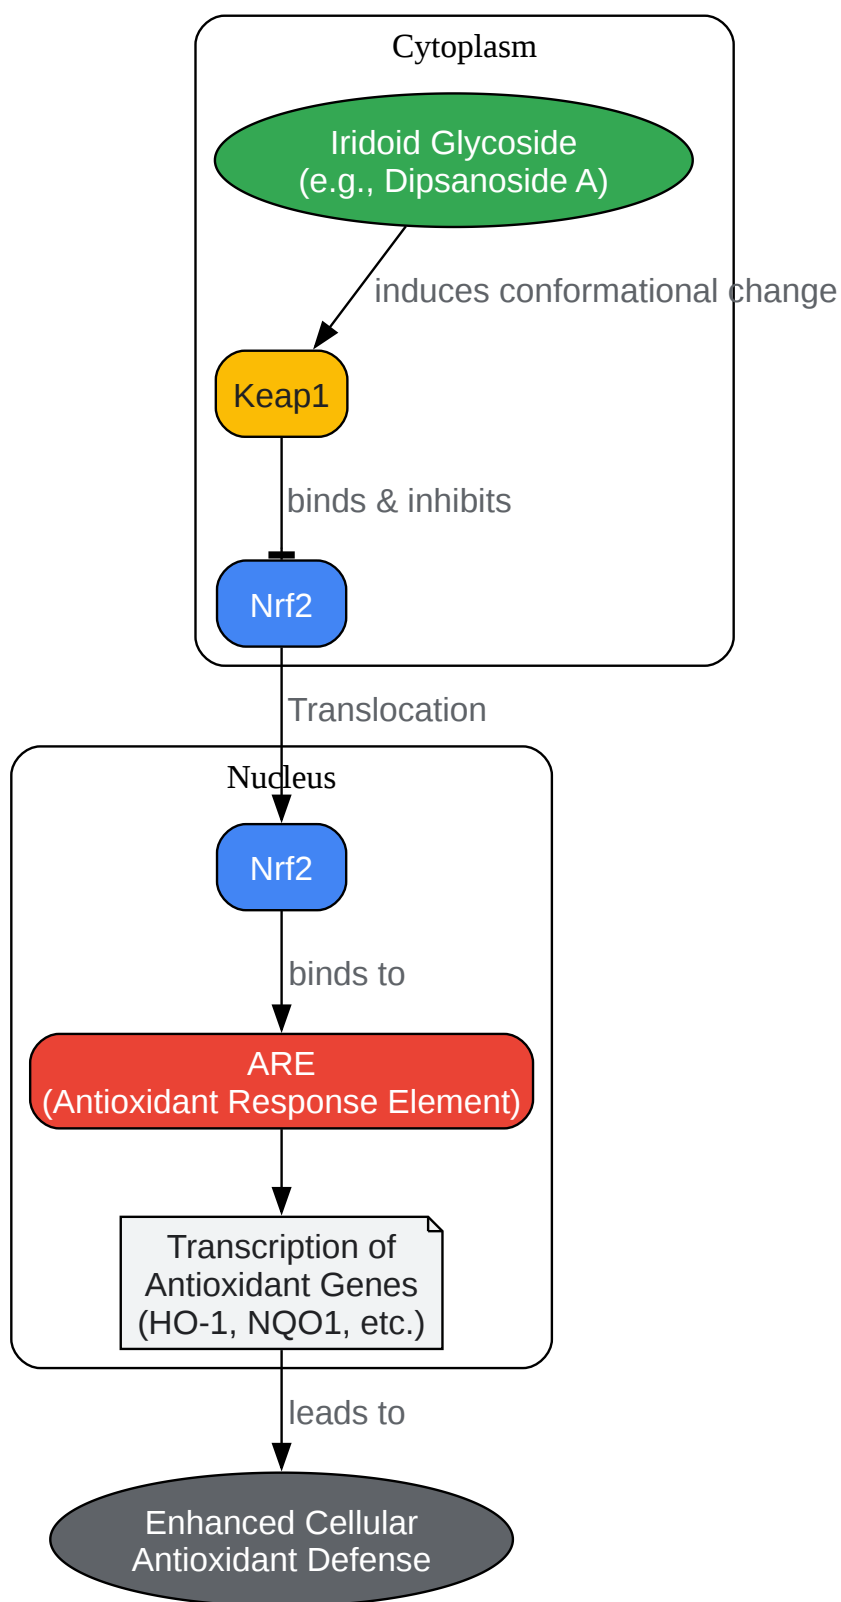 Cytoplasm
Iridoid Glycoside
(e.g., Dipsanoside A)
induces conformational change
Keap1
binds & inhibits
Nrf2
Translocation
Nucleus
Nrf2
binds to
ARE
(Antioxidant Response Element)
Transcription of
Antioxidant Genes
(HO-1, NQO1, etc.)
leads to
Enhanced Cellular
Antioxidant Defense